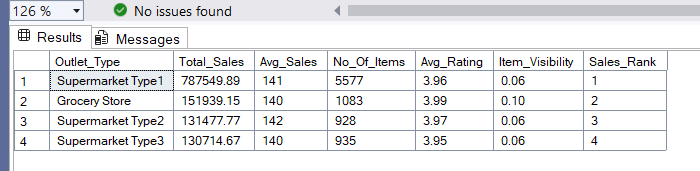 126 % No issues found
Results Messages
Outlet_Type Total_Sales Avg_Sales No_Of_Items Avg_Rating Item_Visibility Sales_Rank
1 Supermarket Type1 787549.89 141 5577 3.96 0.06 1
2 Grocery Store 151939.15 140 1083 3.99 0.10 2
3 Supermarket Type2 131477.77 142 928 3.97 0.06 3
4 Supermarket Type3 130714.67 140 935 3.95 0.06 4